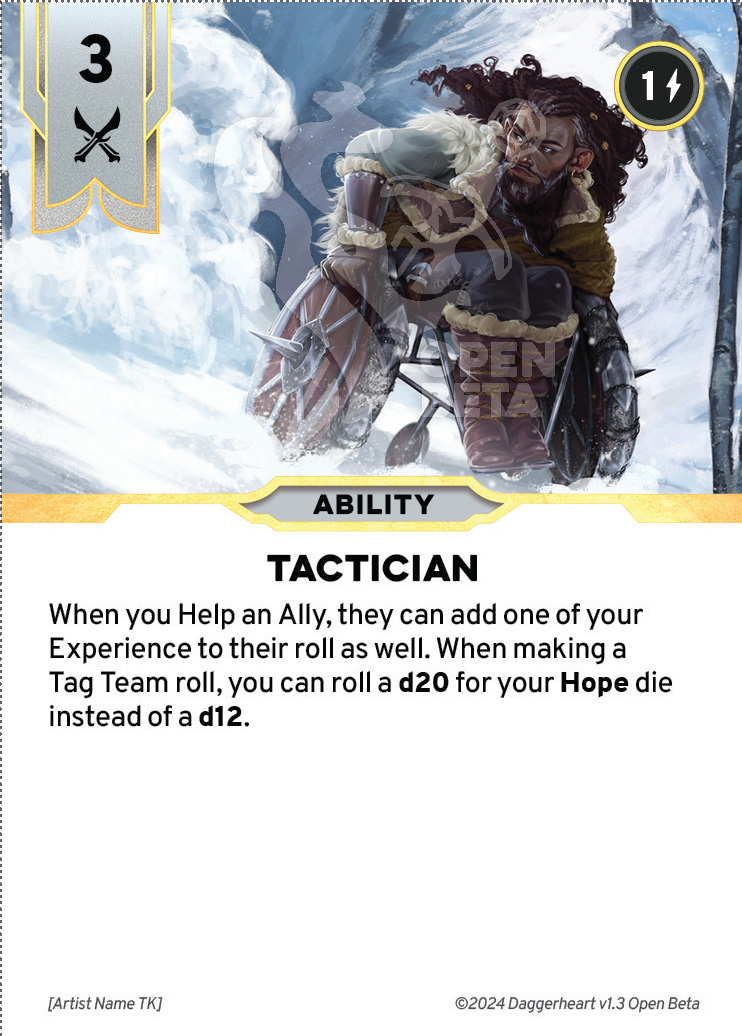 3
1
OPEN
BETA
ABILITY
TACTICIAN
When you Help an Ally, they can add one of your
Experience to their roll as well. When making a
Tag Team roll, you can roll a d20 for your Hope die
instead of a d12.
[Artist Name TK]
©2024 Daggerheart v1.3 Open Beta